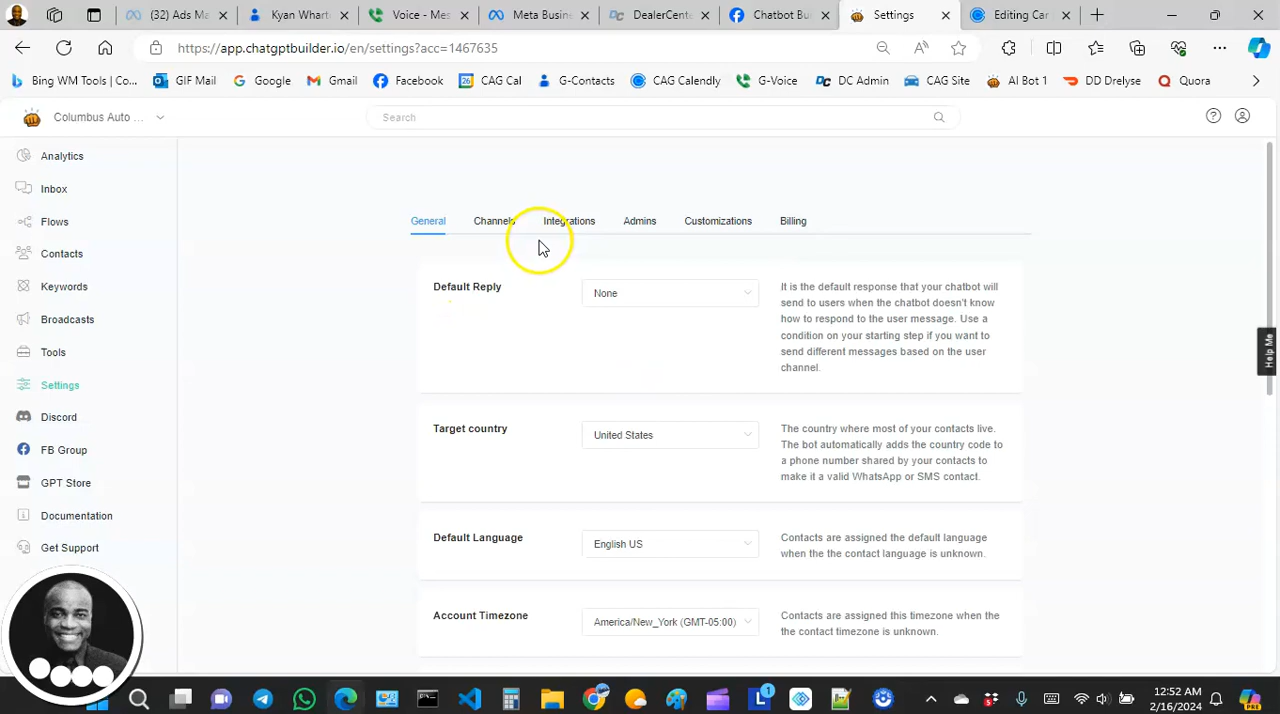 (32) Ads Ma
Kyan Whart
Voice - Mes
Meta Busin
DealerCente
Chatbot Bui
Settings
Editing Car
https://app.chatgptbuilder.io/en/settings?acc=1467635
Bing WM Tools | Co...
GIF Mail
Google
Gmail
Facebook
CAG Cal
G-Contacts
CAG Calendly
G-Voice
DC Admin
CAG Site
AI Bot 1
DD Drelyse
Quora
Columbus Auto ...
Search
Analytics
Inbox
Flows
Contacts
Keywords
Broadcasts
Tools
Settings
Discord
FB Group
GPT Store
Documentation
Get Support
General
Channels
Integrations
Admins
Customizations
Billing
Default Reply
None
It is the default response that your chatbot will
send to users when the chatbot doesn't know
how to respond to the user message. Use a
condition on your starting step if you want to
send different messages based on the user
channel.
Target country
United States
The country where most of your contacts live.
The bot automatically adds the country code to
a phone number shared by your contacts to
make it a valid WhatsApp or SMS contact.
Default Language
English US
Contacts are assigned the default language
when the the contact language is unknown.
Account Timezone
America/New_York (GMT-05:00)
Contacts are assigned this timezone when the
the contact timezone is unknown.
Help Me
12:52 AM
2/16/2024